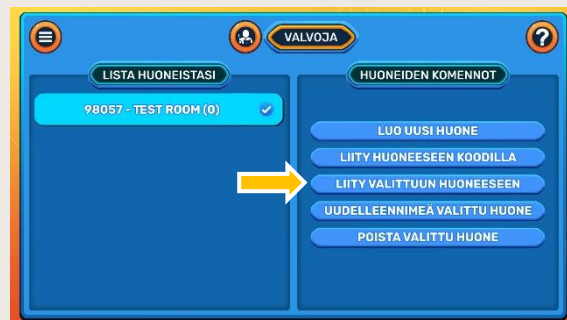 VALVOJA
?
LISTA HUONEISTASI
98057 - TEST ROOM (0)
HUONEIDEN KOMENNOT
LUO UUSI HUONE
LIITY HUONEESEEN KOODILLA
LIITY VALITTUUN HUONEESEEN
UUDELLEENNIMEÄ VALITTU HUONE
POISTA VALITTU HUONE